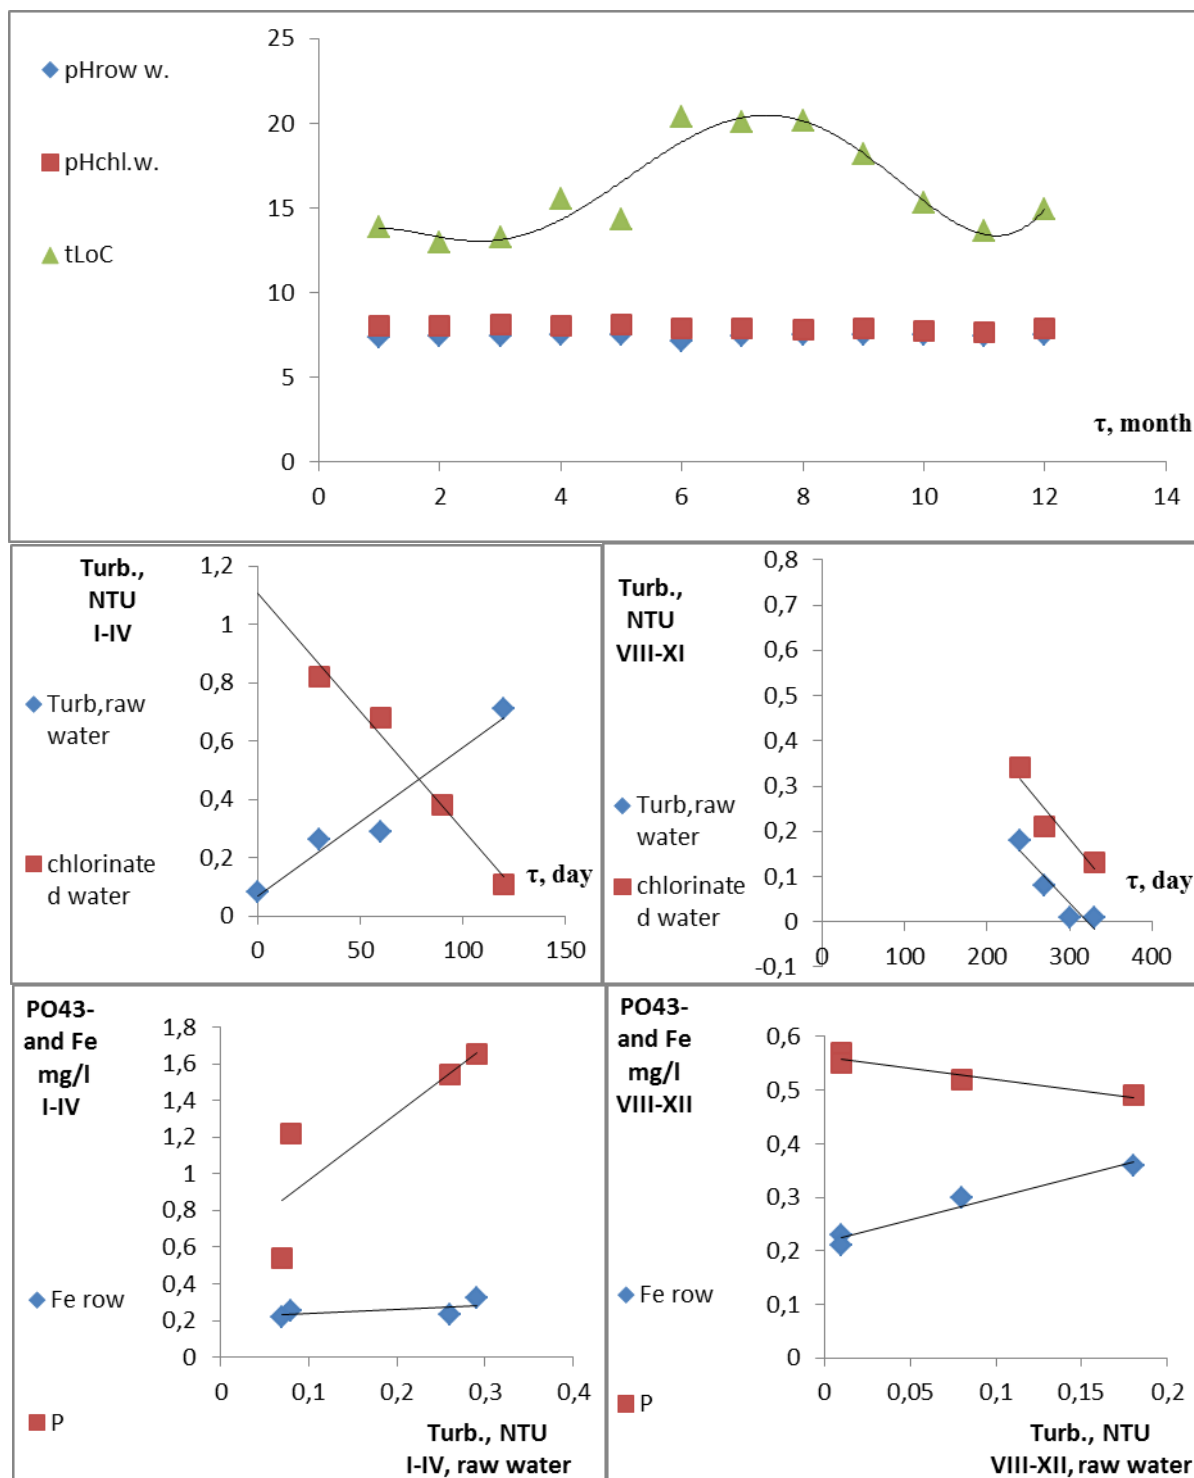 25
20
15
10
5
0
pHrow w.
pHchl.w.
tLoC
τ, month
0 2 4 6 8 10 12 14
Turb.,
NTU
I-IV
1,2
1
0,8
0,6
0,4
0,2
0
Turb,raw
water
chlorinate
d water
τ, day
0 50 100 150
Turb.,
NTU
VIII-XI
0,8
0,7
0,6
0,5
0,4
0,3
0,2
0,1
0
-0,1
Turb,raw
water
chlorinate
d water
τ, day
0 100 200 300 400
PO43-
and Fe
mg/l
I-IV
1,8
1,6
1,4
1,2
1
0,8
0,6
0,4
0,2
0
Fe row
P
0 0,1 0,2 0,3 0,4
Turb., NTU
I-IV, raw water
PO43-
and Fe
mg/l
VIII-XII
0,6
0,5
0,4
0,3
0,2
0,1
0
Fe row
P
0 0,05 0,1 0,15 0,2
Turb., NTU
VIII-XII, raw water